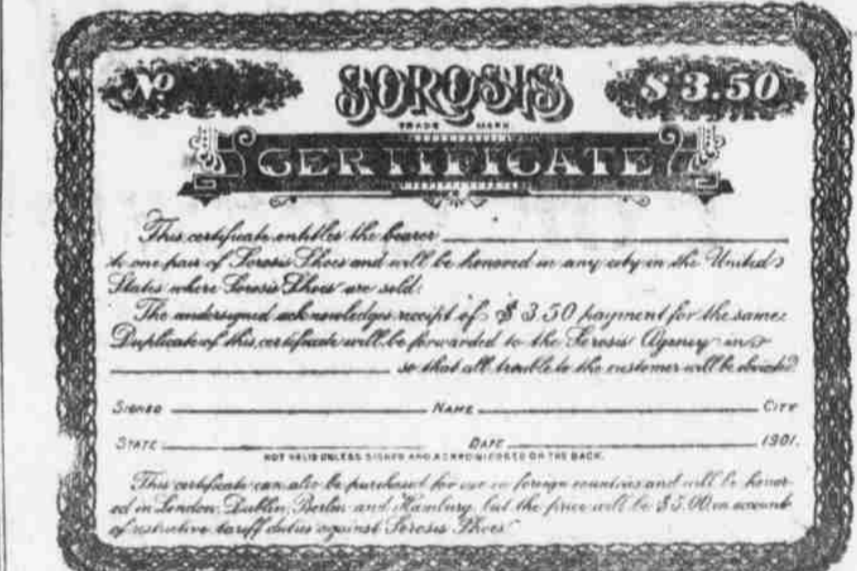 No SOROSIS $3.50
TRADE MARK
CERTIFICATE
This certificate entitles the bearer
to one pair of Sorosis Shoes and will be honored in any city in the United
States where Sorosis Shoes are sold.
The undersigned acknowledges receipt of $3.50 payment for the same.
Duplicate of this certificate will be forwarded to the Sorosis Agency in
so that all trouble to the customer will be obviated
SIGNED NAME CITY
STATE DATE 1901.
NOT VALID UNLESS SIGNED AND ACKNOWLEDGED ON THE BACK.
This certificate can also be purchased for use in foreign countries and will be honor-
ed in London, Dublin, Berlin and Hamburg, but the price will be $5.00 on account
of restrictive tariff duties against Sorosis Shoes